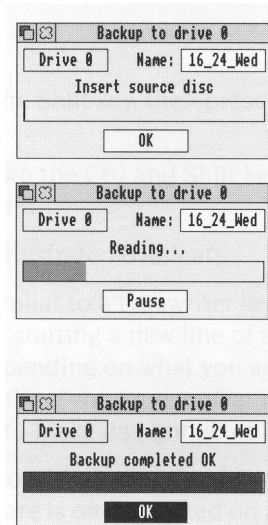 Backup to drive 0
Drive 0 Name: 16_24_Wed
Insert source disc
OK
Backup to drive 0
Drive 0 Name: 16_24_Wed
Reading...
Pause
Backup to drive 0
Drive 0 Name: 16_24_Wed
Backup completed OK
OK